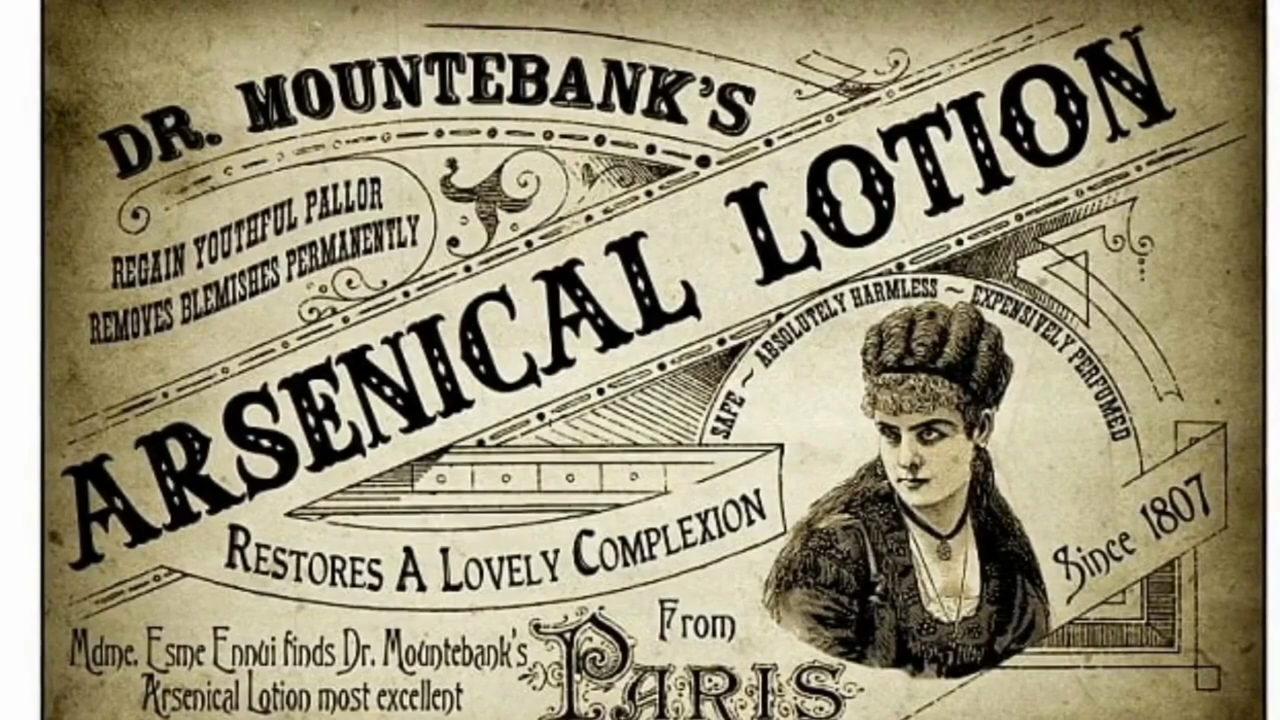 DR. MOUNTEBANK'S
REGAIN YOUTHFUL PALLOR
REMOVES BLEMISHES PERMANENTLY
ARSENICAL LOTION
SAFE ~ ABSOLUTELY HARMLESS ~ EXPENSIVELY PERFUMED
RESTORES A LOVELY COMPLEXION
Since 1807
Mdme. Esme Ennui finds Dr. Mountebank's
Arsenical Lotion most excellent
From
PARIS